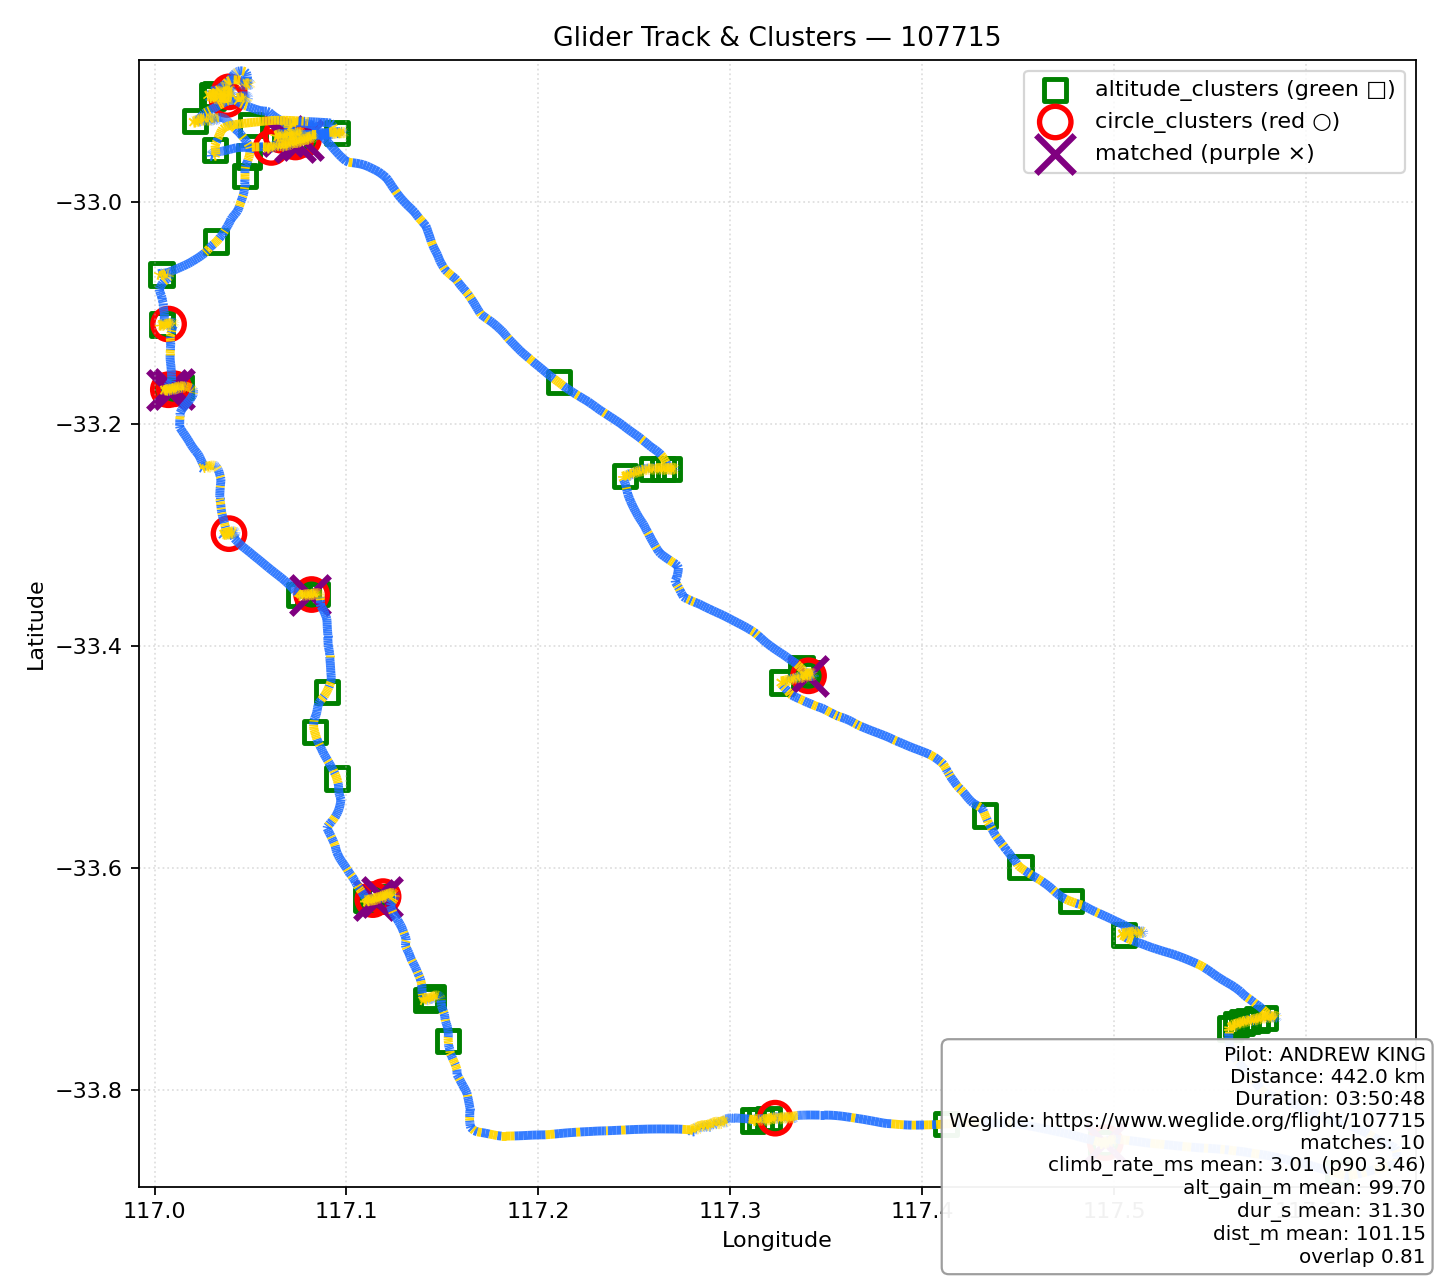 Glider Track & Clusters — 107715
altitude_clusters (green □)
circle_clusters (red ○)
matched (purple ×)
Latitude
−33.0
−33.2
−33.4
−33.6
−33.8
117.0
117.1
117.2
117.3
117.4
117.5
Longitude
Pilot: ANDREW KING
Distance: 442.0 km
Duration: 03:50:48
Weglide: https://www.weglide.org/flight/107715
matches: 10
climb_rate_ms mean: 3.01 (p90 3.46)
alt_gain_m mean: 99.70
dur_s mean: 31.30
dist_m mean: 101.15
overlap 0.81